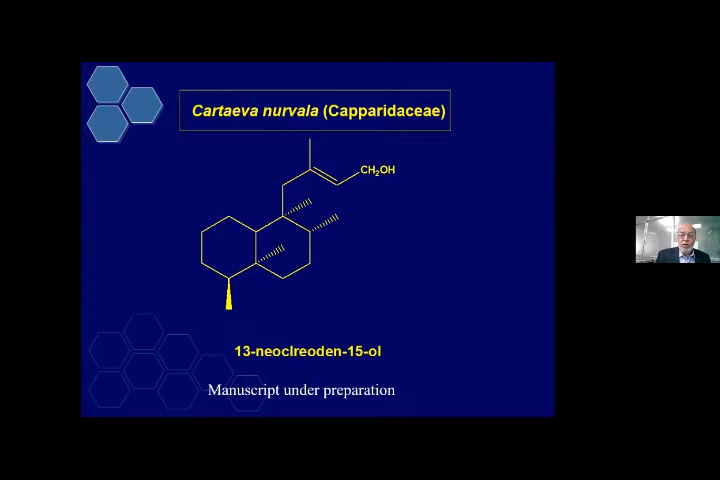 Cartaeva nurvala (Capparidaceae)
CH₂OH
13-neoclreoden-15-ol
Manuscript under preparation